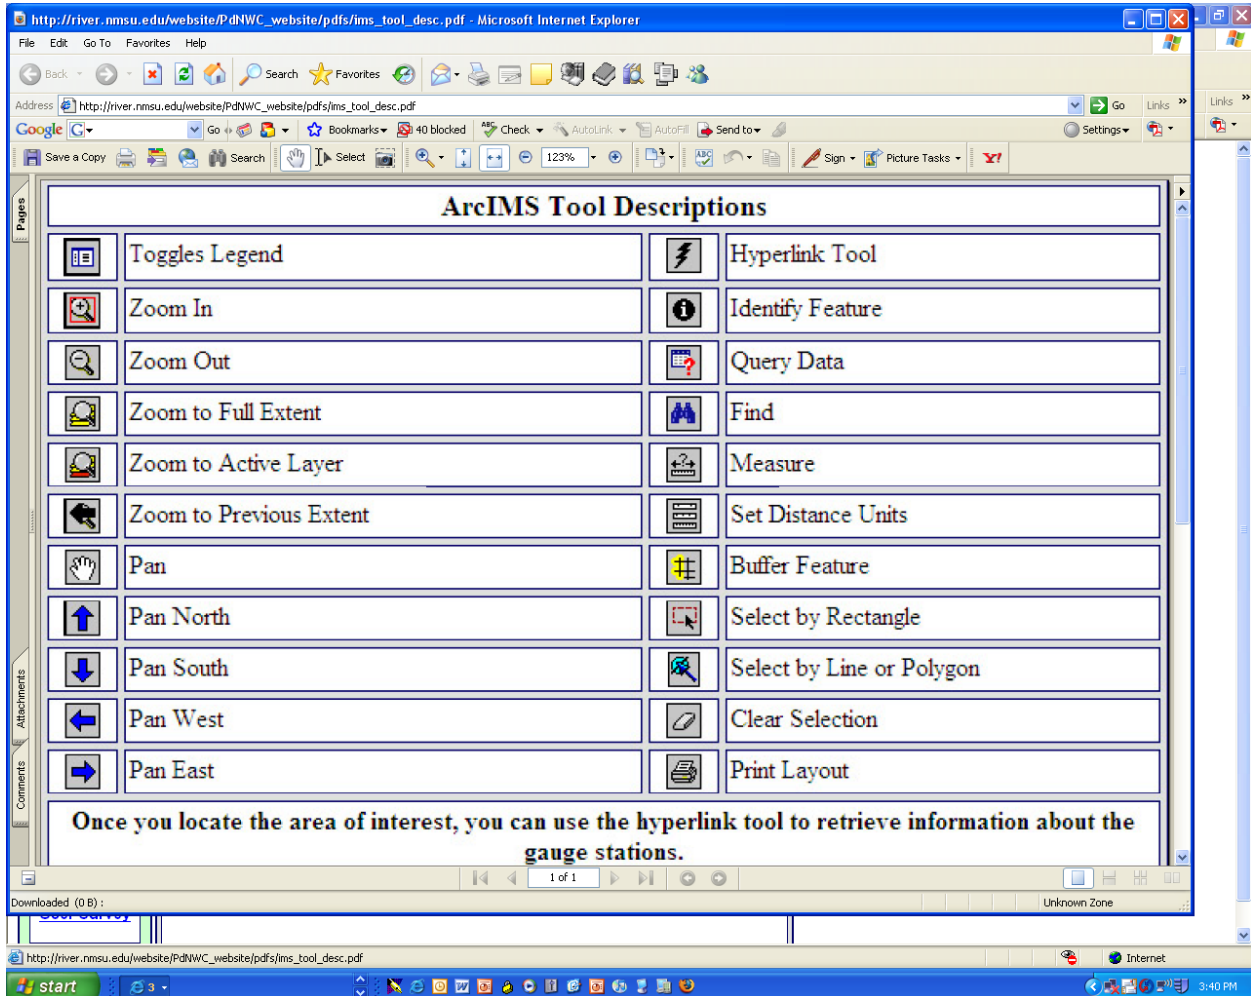 http://river.nmsu.edu/website/PdNWC_website/pdfs/ims_tool_desc.pdf - Microsoft Internet Explorer
File Edit Go To Favorites Help
Back Search Favorites
Address http://river.nmsu.edu/website/PdNWC_website/pdfs/ims_tool_desc.pdf Go Links »
Links »
Google G Go Bookmarks 40 blocked ABC Check AutoLink AutoFill Send to Settings
Save a Copy Search Select 123% ABC Sign Picture Tasks Y!
Pages
ArcIMS Tool Descriptions
Toggles Legend Hyperlink Tool
Zoom In Identify Feature
Zoom Out Query Data
Zoom to Full Extent Find
Zoom to Active Layer Measure
Zoom to Previous Extent Set Distance Units
Pan Buffer Feature
Pan North Select by Rectangle
Pan South Select by Line or Polygon
Pan West Clear Selection
Pan East Print Layout
Attachments
Comments
Once you locate the area of interest, you can use the hyperlink tool to retrieve information about the
gauge stations.
1 of 1
Downloaded (0 B) : Unknown Zone
http://river.nmsu.edu/website/PdNWC_website/pdfs/ims_tool_desc.pdf Internet
start 3 3:40 PM